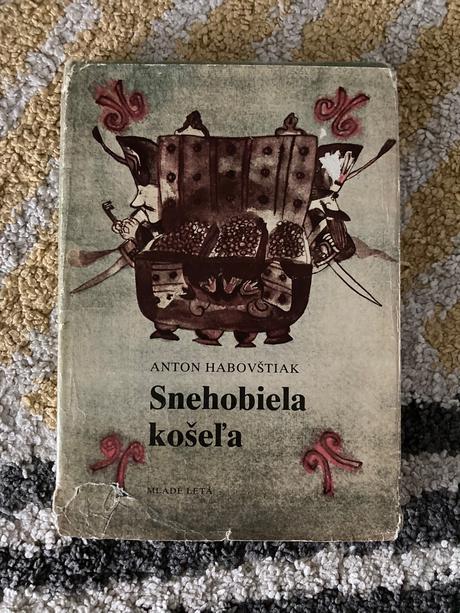 ANTON HABOVŠTIAK
Snehobiela
košeľa
MLADÉ LETÁ